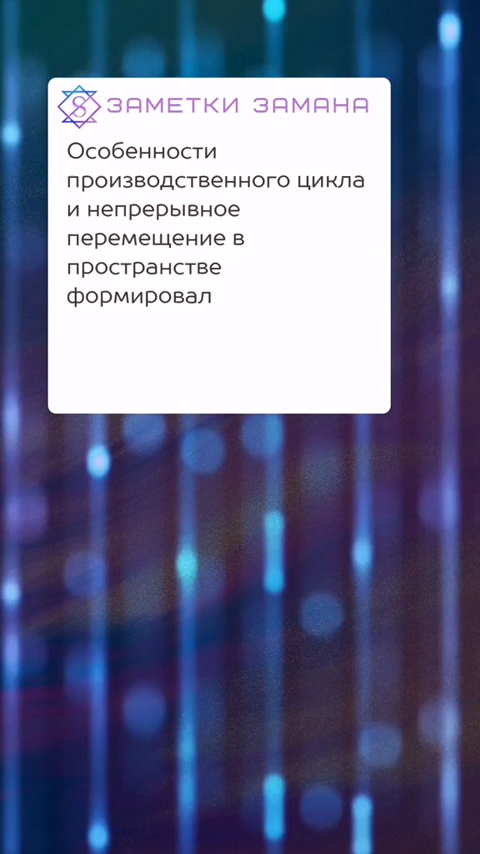 ЗАМЕТКИ ЗАМАНА
Особенности
производственного цикла
и непрерывное
перемещение в
пространстве
формировал